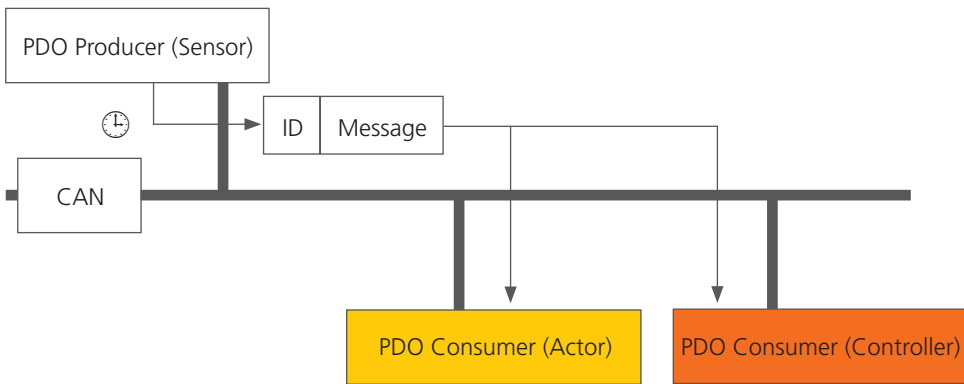 PDO Producer (Sensor)
ID
Message
CAN
PDO Consumer (Actor)
PDO Consumer (Controller)